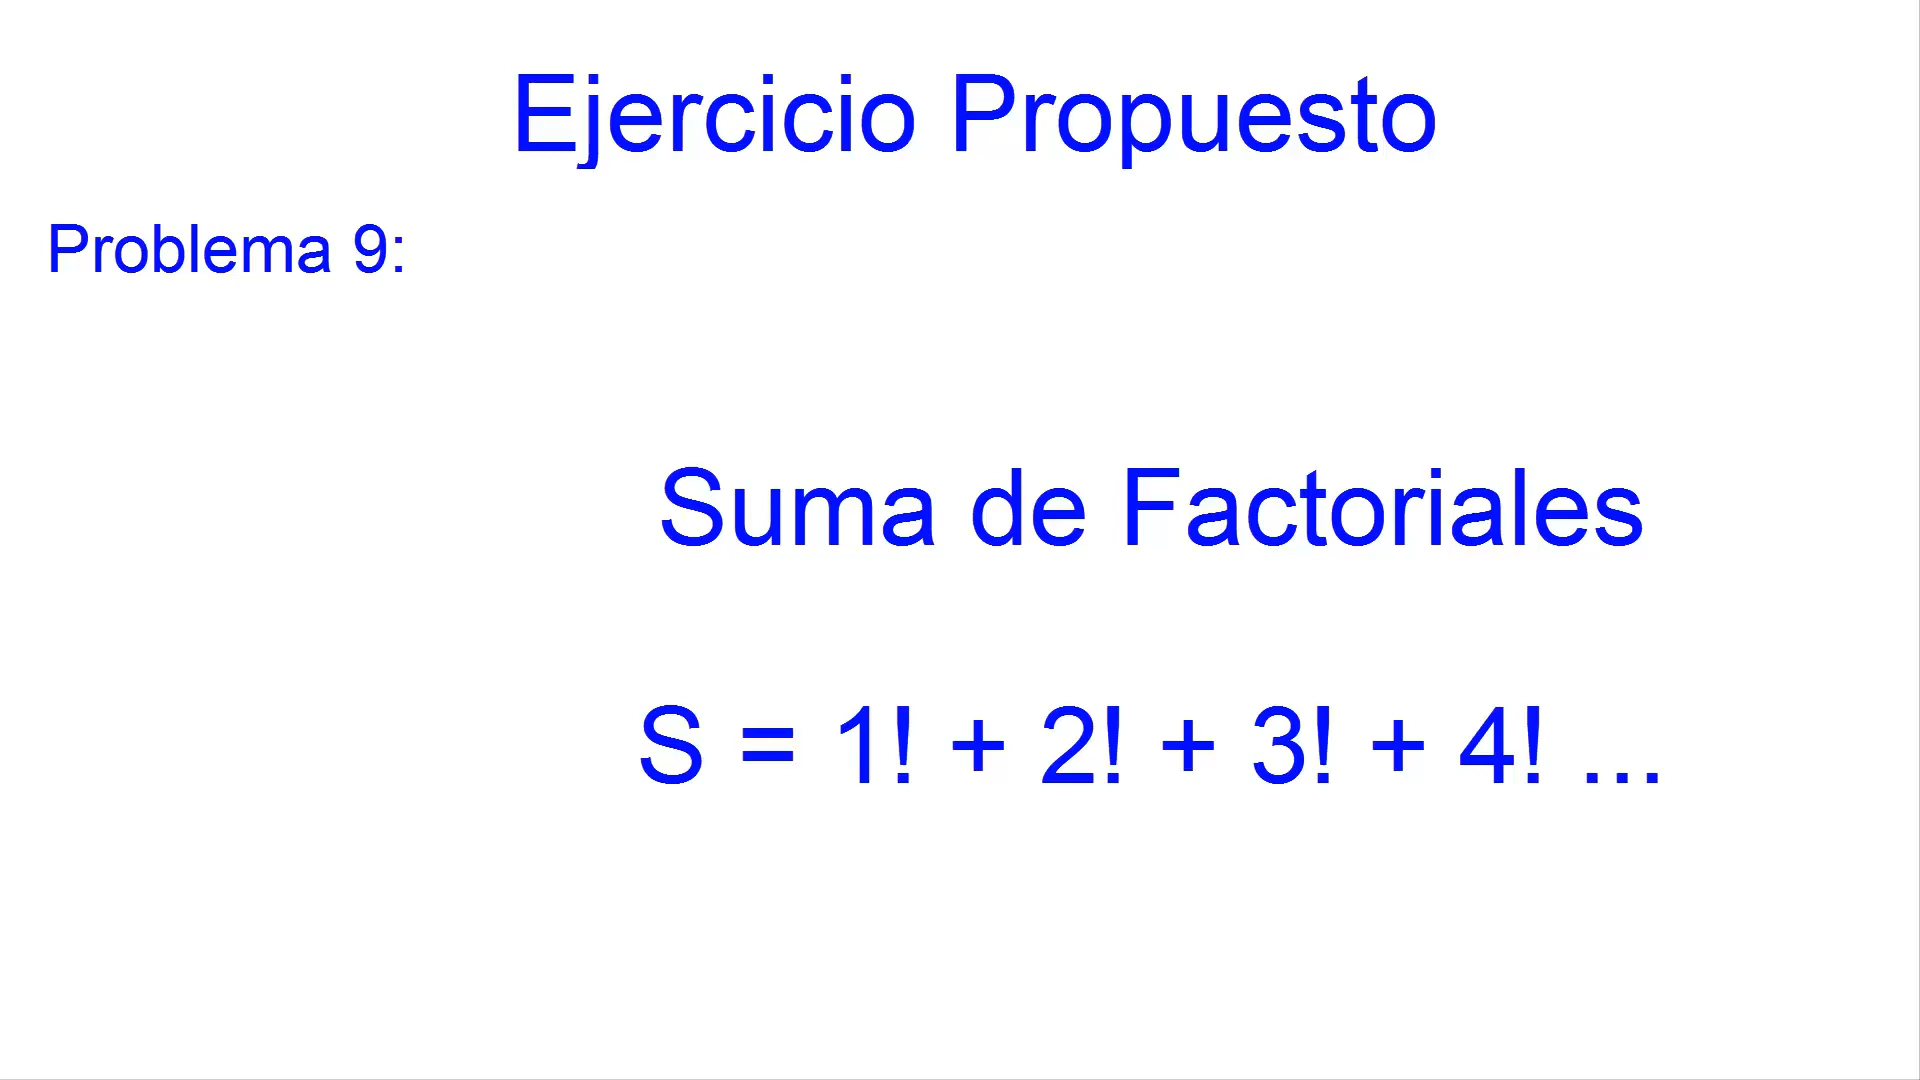 Ejercicio Propuesto
Problema 9:
Suma de Factoriales
S = 1! + 2! + 3! + 4! ...